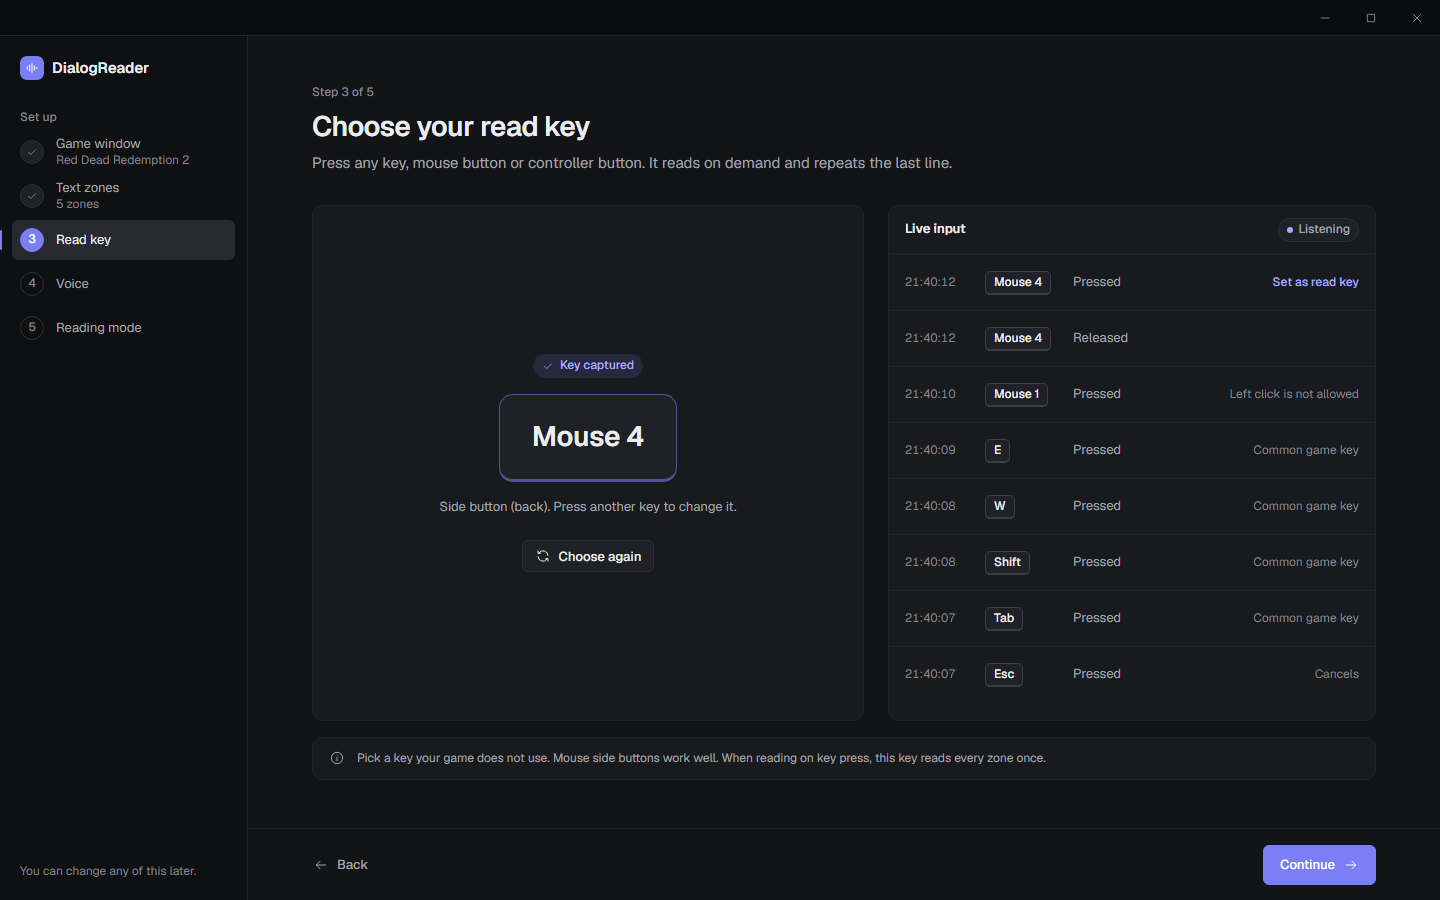 DialogReader
Set up
Game window
Red Dead Redemption 2
Text zones
5 zones
3 Read key
4 Voice
5 Reading mode
You can change any of this later.
Step 3 of 5
Choose your read key
Press any key, mouse button or controller button. It reads on demand and repeats the last line.
Key captured
Mouse 4
Side button (back). Press another key to change it.
Choose again
Live input Listening
21:40:12 Mouse 4 Pressed Set as read key
21:40:12 Mouse 4 Released
21:40:10 Mouse 1 Pressed Left click is not allowed
21:40:09 E Pressed Common game key
21:40:08 W Pressed Common game key
21:40:08 Shift Pressed Common game key
21:40:07 Tab Pressed Common game key
21:40:07 Esc Pressed Cancels
Pick a key your game does not use. Mouse side buttons work well. When reading on key press, this key reads every zone once.
Back
Continue